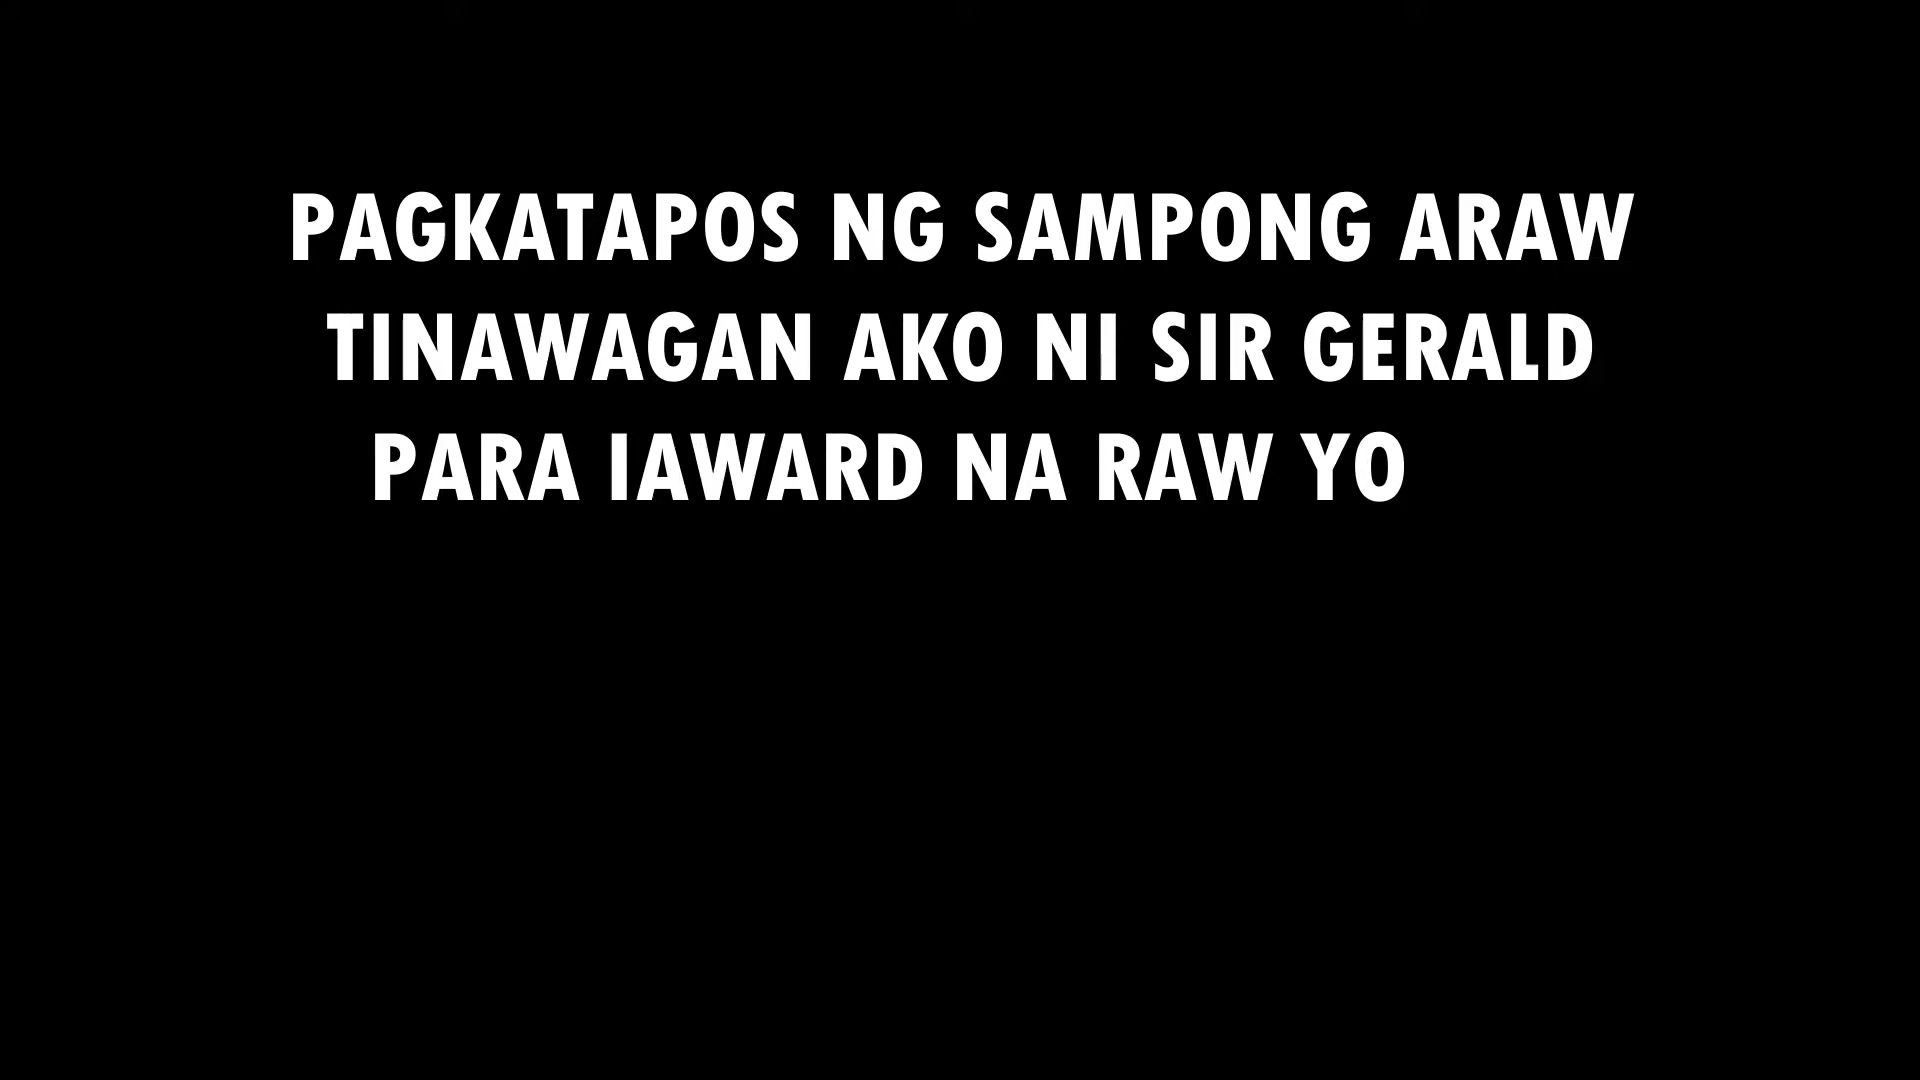 PAGKATAPOS NG SAMPONG ARAW
TINAWAGAN AKO NI SIR GERALD
PARA IAWARD NA RAW YO